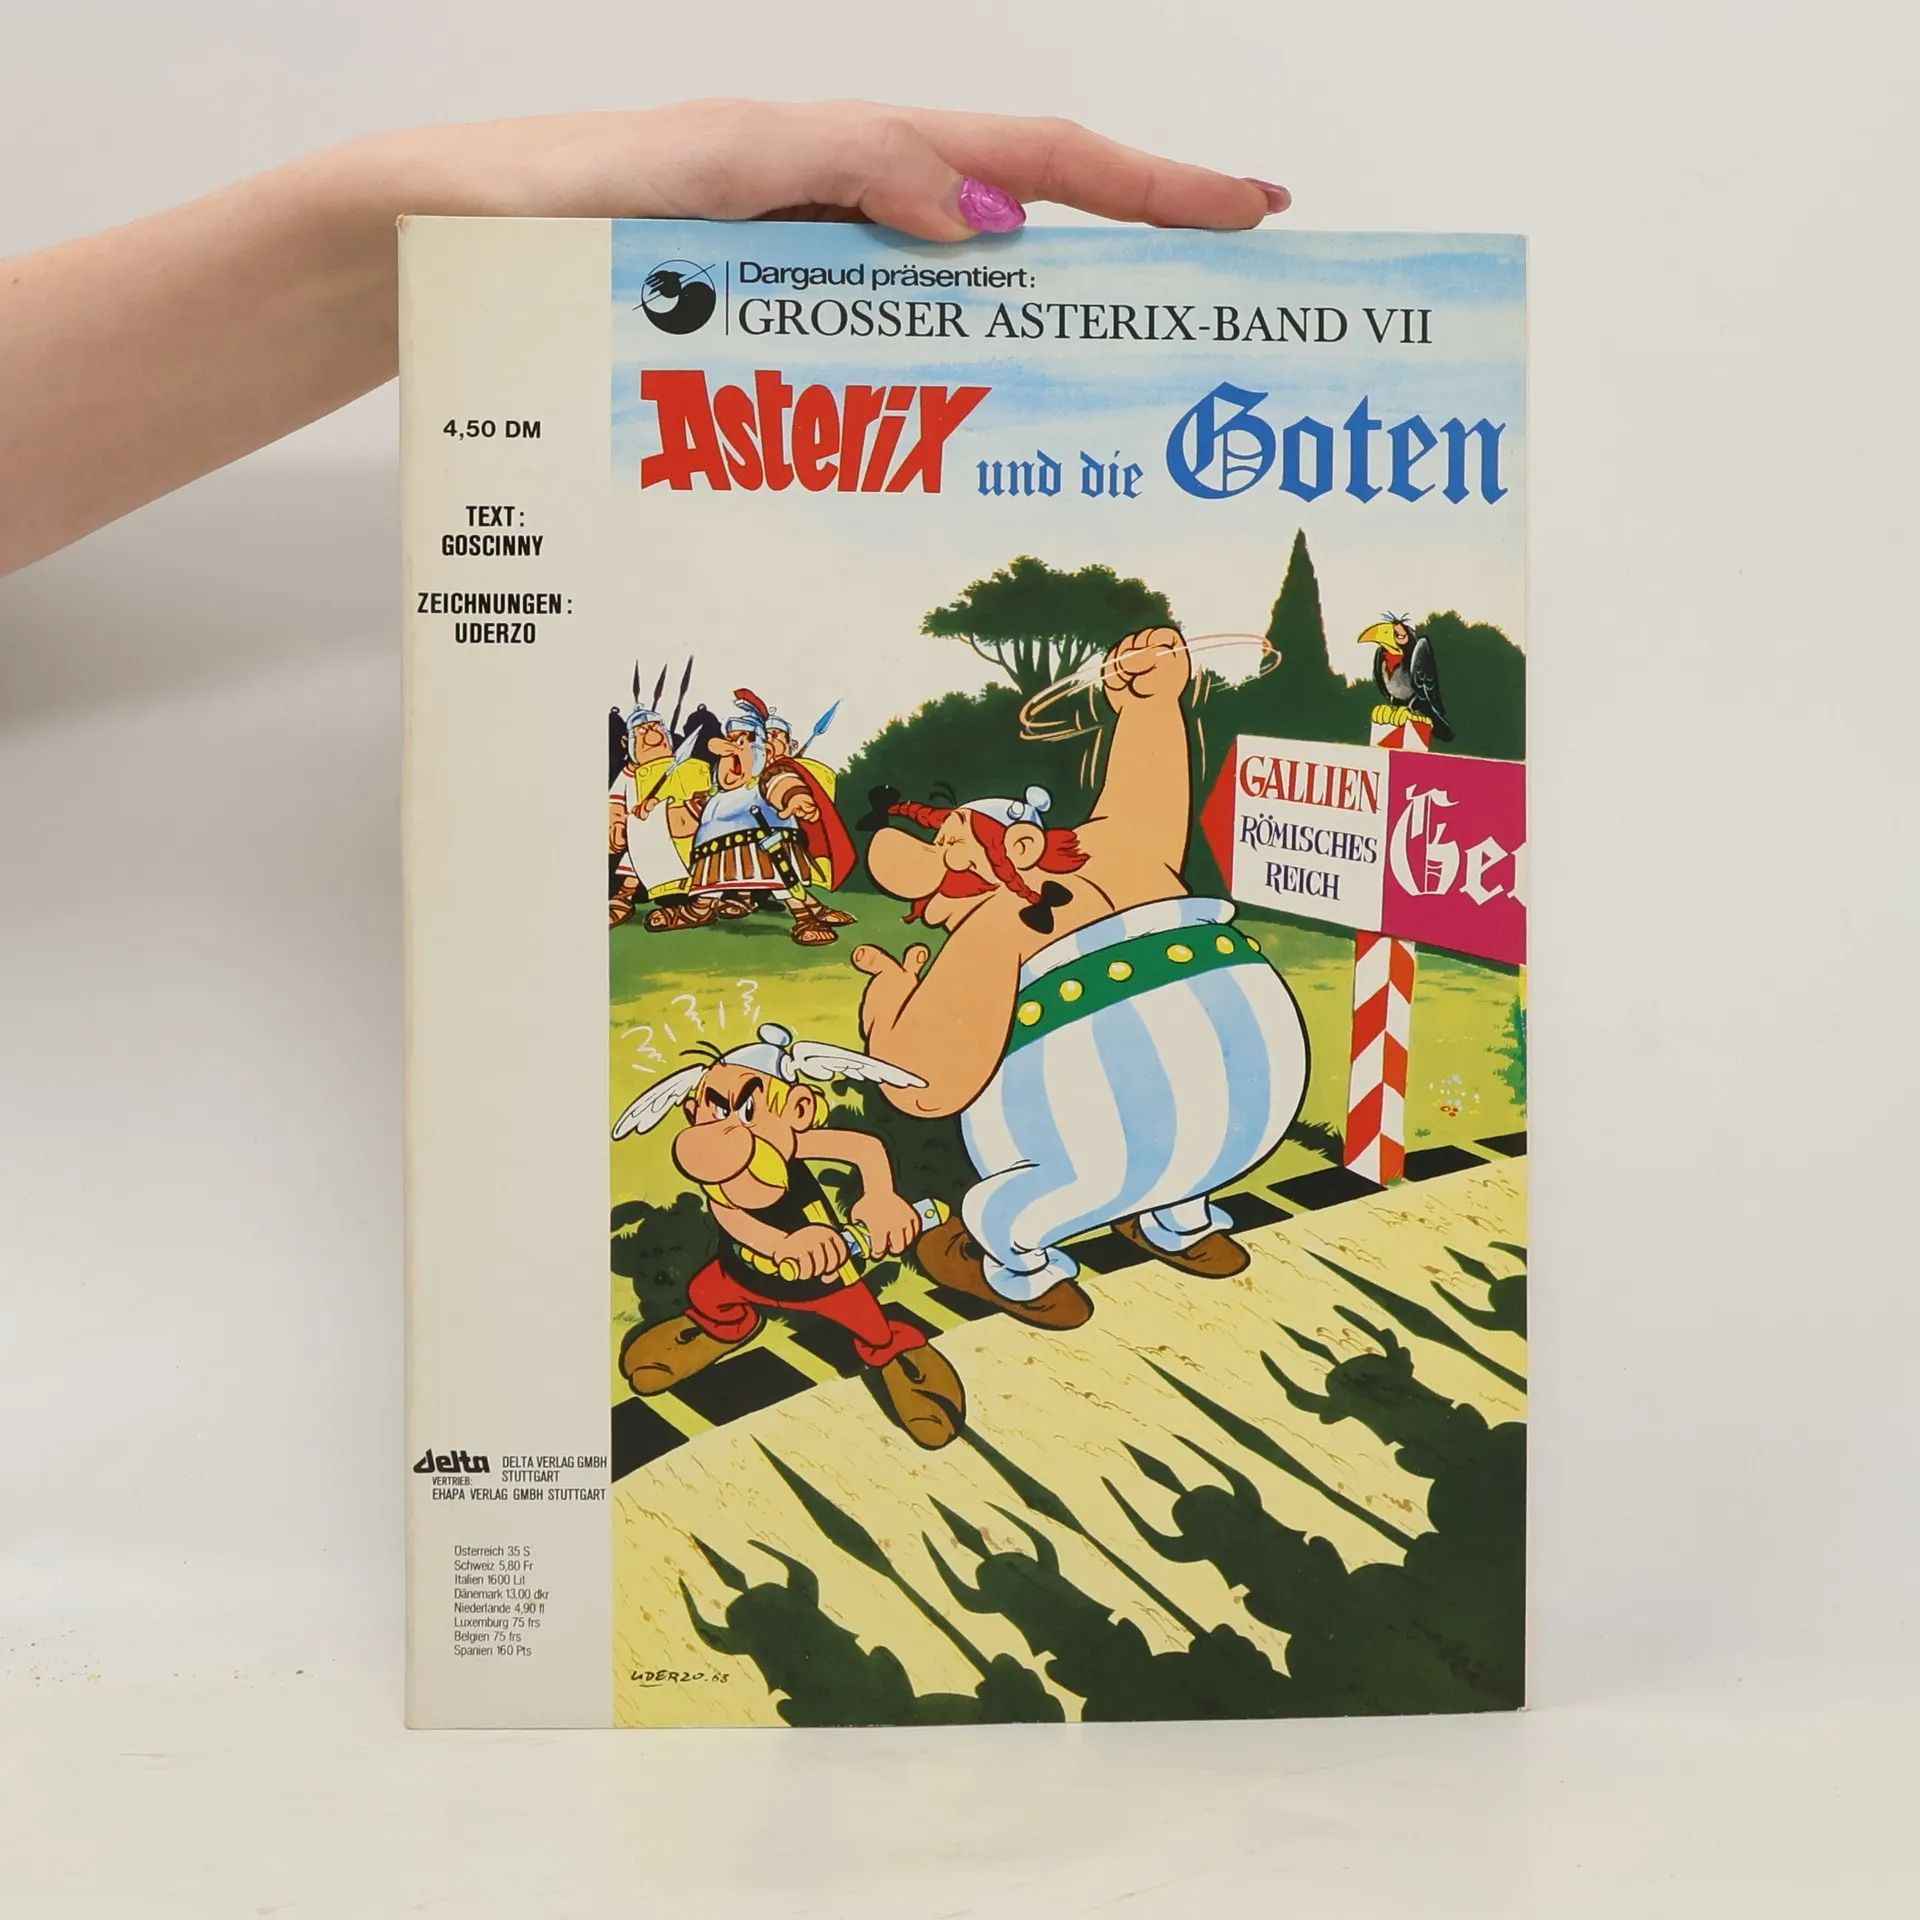 Dargaud präsentiert:
GROSSER ASTERIX-BAND VII
Asterix und die Goten
4,50 DM
TEXT:
GOSCINNY
ZEICHNUNGEN:
UDERZO
GALLIEN
RÖMISCHES
REICH
Ger
delta
DELTA VERLAG GMBH
STUTTGART
VERTRIEB:
EHAPA VERLAG GMBH STUTTGART
Österreich 35 S
Schweiz 5,80 Fr
Italien 1600 Lit
Dänemark 13,00 dkr
Niederlande 4,90 fl
Luxemburg 75 frs
Belgien 75 frs
Spanien 160 Pts
UDERZO-63